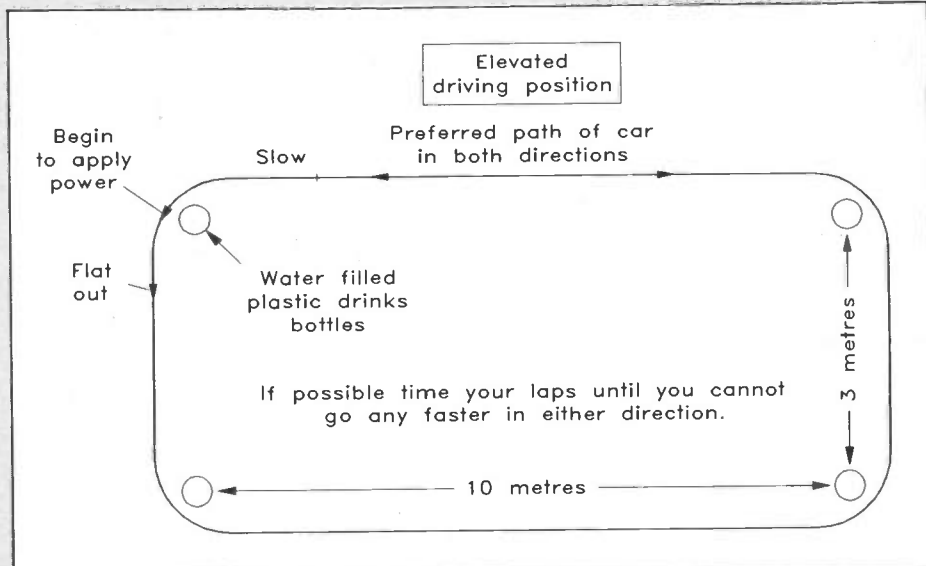 Elevated
driving position
Preferred path of car
in both directions
Begin
to apply
power
Slow
Flat
out
Water filled
plastic drinks
bottles
3 metres
If possible time your laps until you cannot
go any faster in either direction.
10 metres